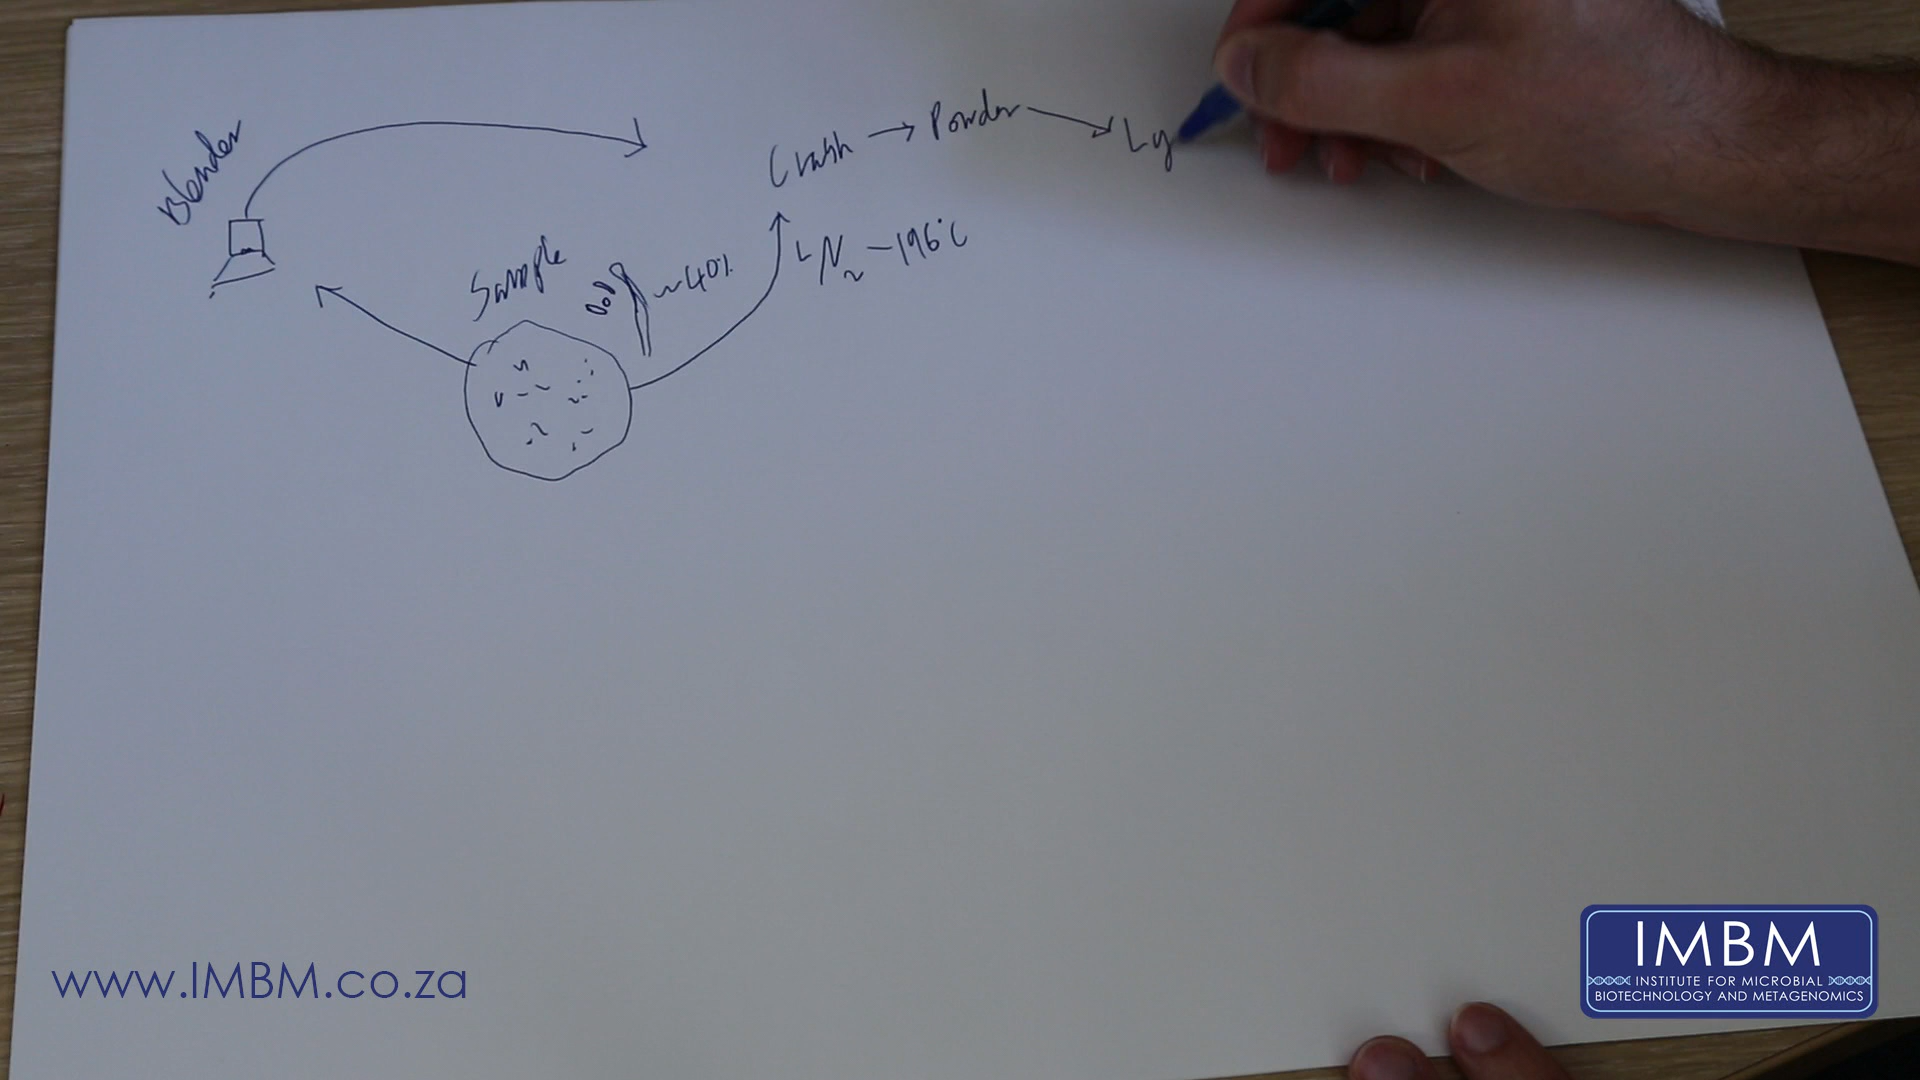 Blender
Sample
~40%
Crush → Powder → Ly
LN₂ -196°C
www.IMBM.co.za
IMBM
INSTITUTE FOR MICROBIAL
BIOTECHNOLOGY AND METAGENOMICS